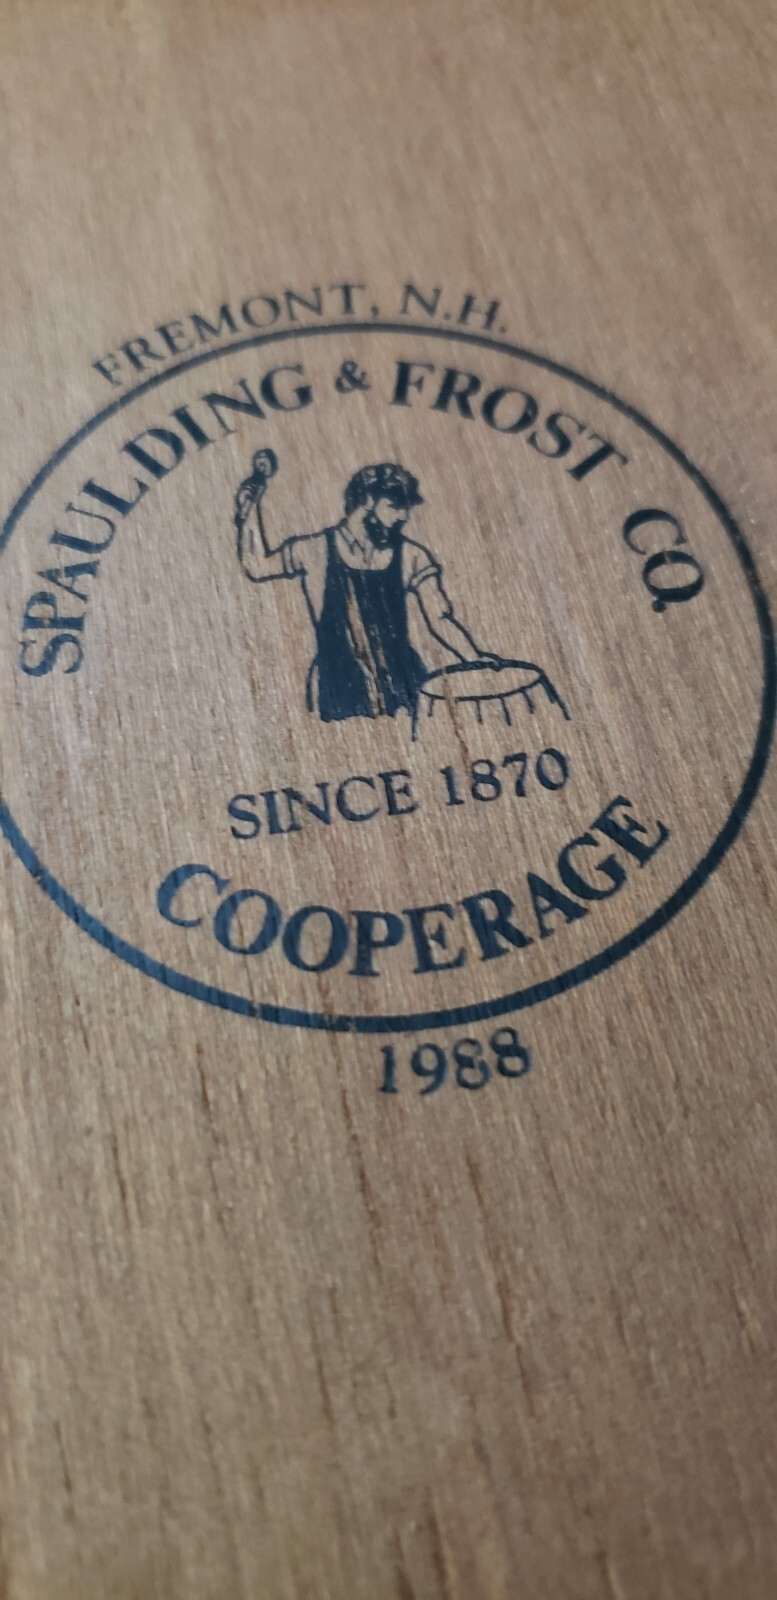 FREMONT, N.H.
SPAULDING & FROST CO.
SINCE 1870
COOPERAGE
1988